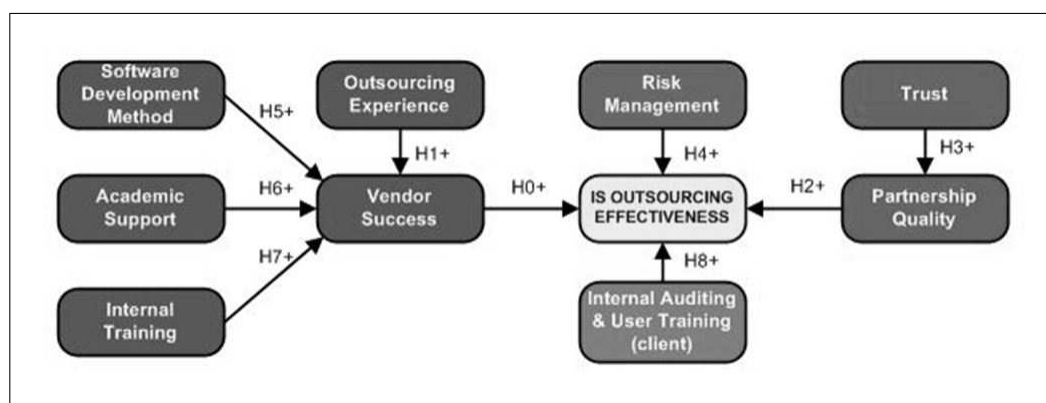 Software
Development
Method
Outsourcing
Experience
Risk
Management
Trust
H5+
H1+
H4+
H3+
Academic
Support
H6+
Vendor
Success
H0+
IS OUTSOURCING
EFFECTIVENESS
H2+
Partnership
Quality
H7+
H8+
Internal
Training
Internal Auditing
& User Training
(client)